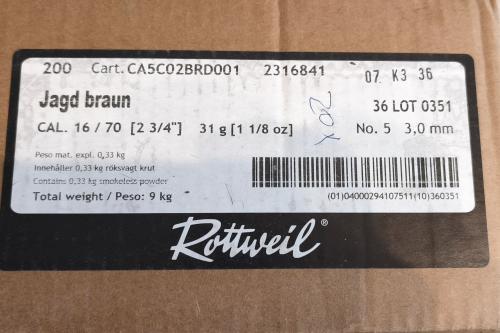 200 Cart. CA5C02BRD001 2316841 07 K3 36
Jagd braun 36 LOT 0351
CAL. 16 / 70 [2 3/4"] 31 g [1 1/8 oz] No. 5 3,0 mm
Peso mat. expl. 0,33 kg
Innehåller 0,33 kg röksvagt krut
Contains 0,33 kg smokeless powder
Total weight / Peso: 9 kg
(01)04000294107511(10)360351
Rottweil®